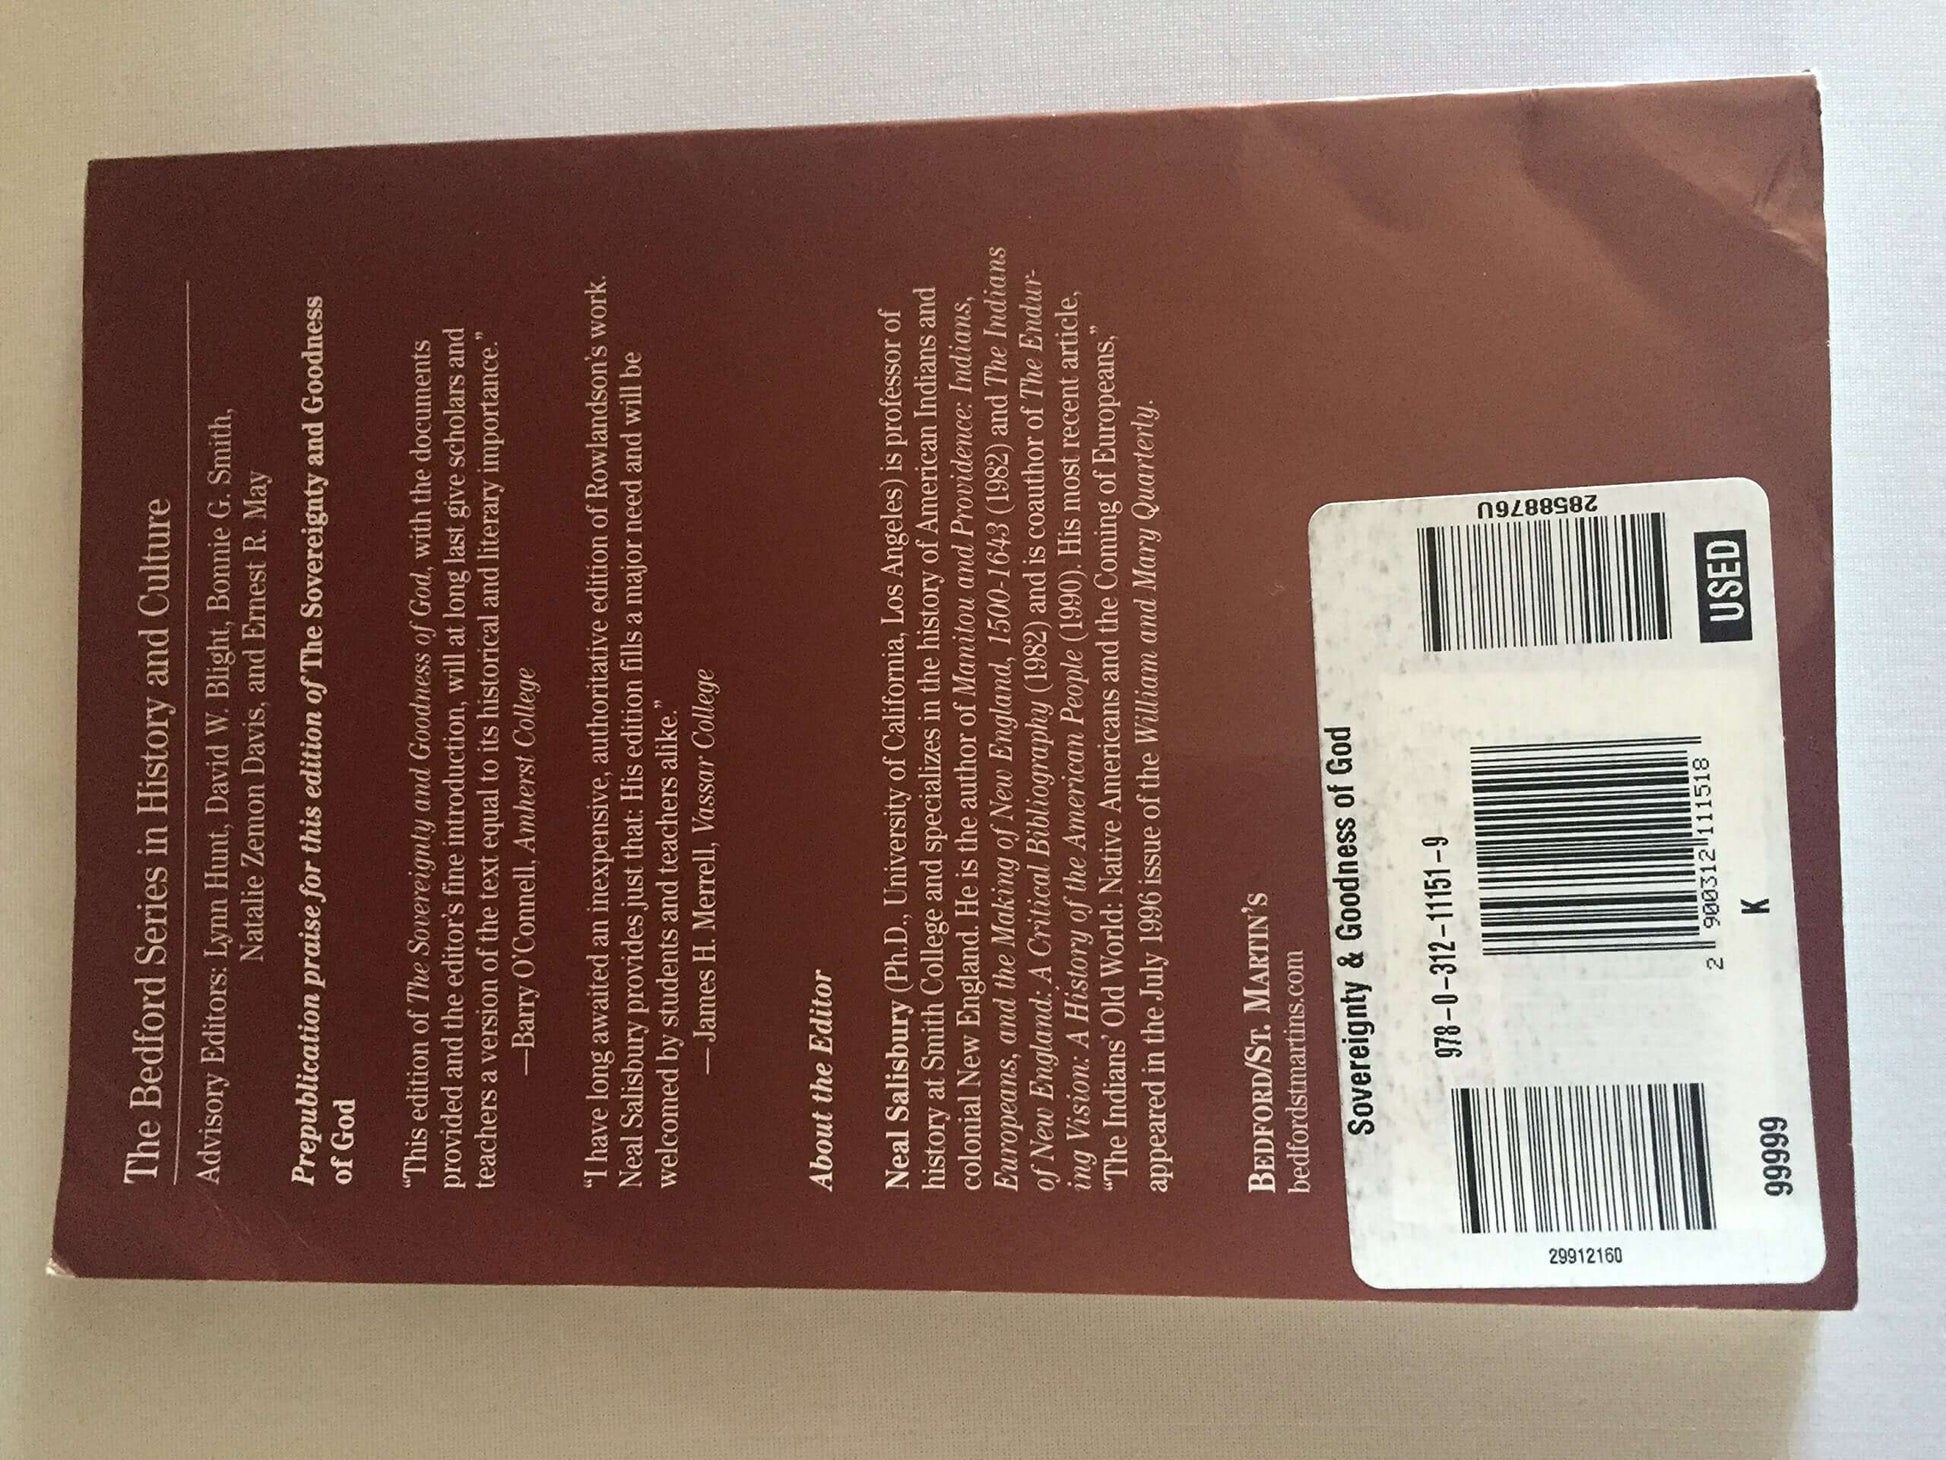 The Bedford Series in History and Culture
Advisory Editors: Lynn Hunt, David W. Blight, Bonnie G. Smith,
Natalie Zemon Davis, and Ernest R. May
Prepublication praise for this edition of The Sovereignty and Goodness
of God
“This edition of The Sovereignty and Goodness of God, with the documents
provided and the editor’s fine introduction, will at long last give scholars and
teachers a version of the text equal to its historical and literary importance.”
—Barry O’Connell, Amherst College
“I have long awaited an inexpensive, authoritative edition of Rowlandson’s work.
Neal Salisbury provides just that: His edition fills a major need and will be
welcomed by students and teachers alike.”
—James H. Merrell, Vassar College
About the Editor
Neal Salisbury (Ph.D., University of California, Los Angeles) is professor of
history at Smith College and specializes in the history of American Indians and
colonial New England. He is the author of Manitou and Providence: Indians,
Europeans, and the Making of New England, 1500-1643 (1982) and The Indians
of New England: A Critical Bibliography (1982) and is coauthor of The Endur-
ing Vision: A History of the American People (1990). His most recent article,
“The Indians’ Old World: Native Americans and the Coming of Europeans,”
appeared in the July 1996 issue of the William and Mary Quarterly.
BEDFORD/ST. MARTIN’S
bedfordstmartins.com
Sovereignty & Goodness of God
978-0-312-11151-9
29912160
2 900312 111518
2858876U
99999
K
USED